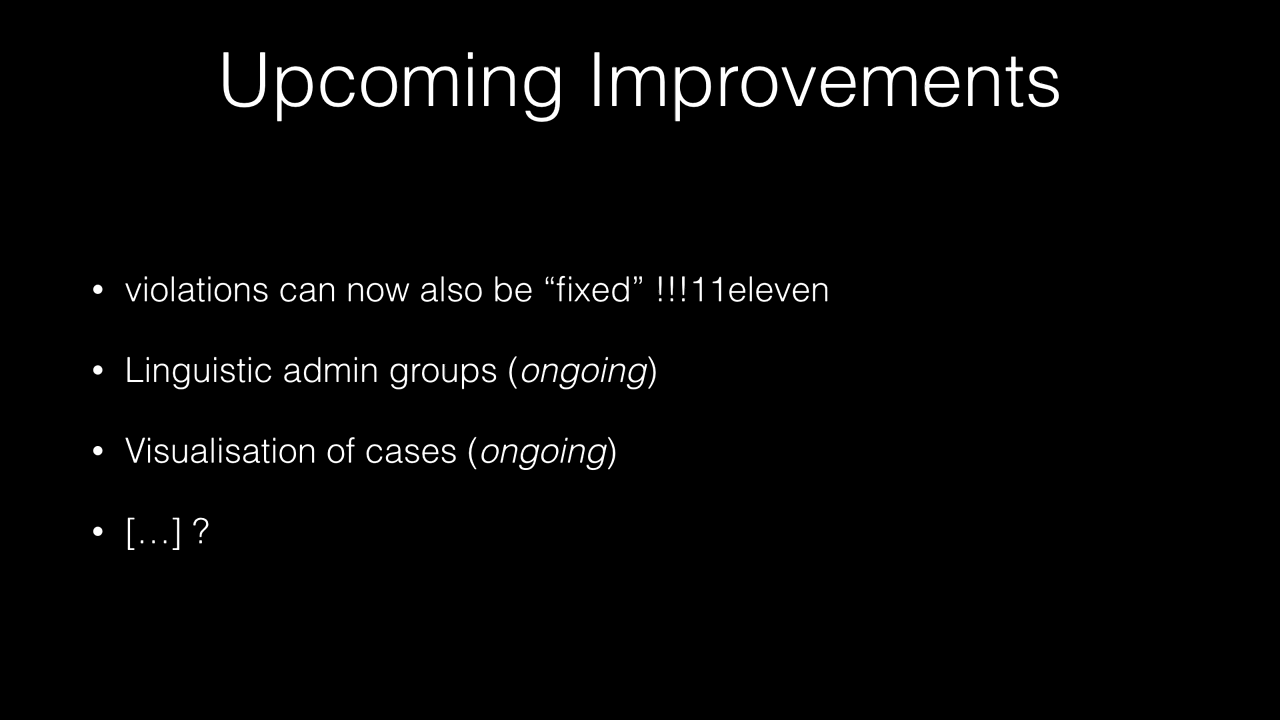 Upcoming Improvements
• violations can now also be “fixed” !!!11eleven
• Linguistic admin groups (ongoing)
• Visualisation of cases (ongoing)
• […] ?